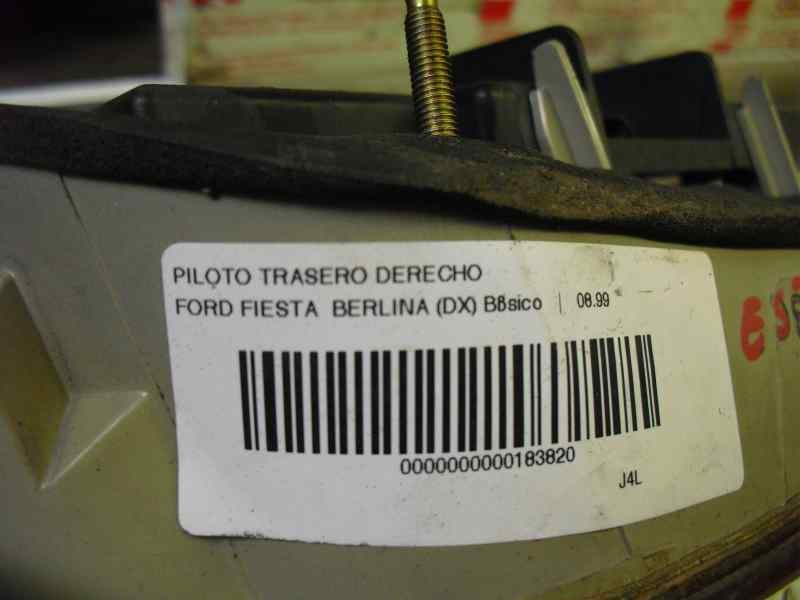 PILOTO TRASERO DERECHO
FORD FIESTA BERLINA (DX) Bßsico | 08.99
0000000000183820
J4L